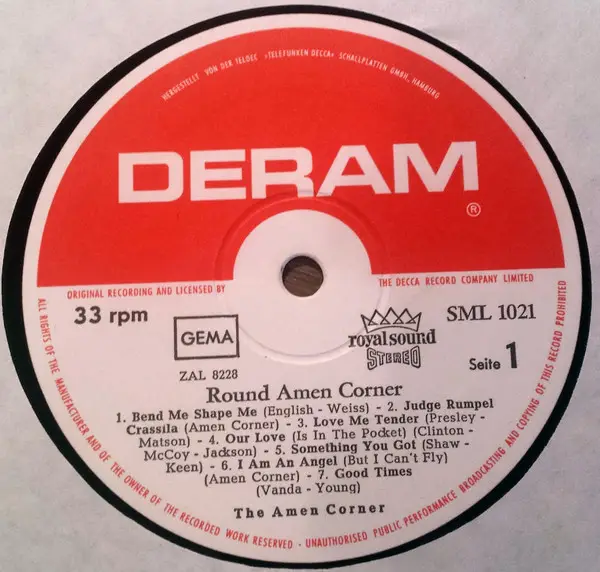 HERGESTELLT VON DER TELDEC »TELEFUNKEN DECCA« SCHALLPLATTEN GMBH, HAMBURG
DERAM
®
ORIGINAL RECORDING AND LICENSED BY THE DECCA RECORD COMPANY LIMITED
33 rpm
GEMA
royal sound
STEREO
SML 1021
ZAL 8228
Seite 1
Round Amen Corner
1. Bend Me Shape Me (English - Weiss) - 2. Judge Rumpel
Crassila (Amen Corner) - 3. Love Me Tender (Presley -
Matson) - 4. Our Love (Is In The Pocket) (Clinton -
McCoy - Jackson) - 5. Something You Got (Shaw -
Keen) - 6. I Am An Angel (But I Can't Fly)
(Amen Corner) - 7. Good Times
(Vanda - Young)
The Amen Corner
ALL RIGHTS OF THE MANUFACTURER AND OF THE OWNER OF THE RECORDED WORK RESERVED - UNAUTHORISED PUBLIC PERFORMANCE BROADCASTING AND COPYING OF THIS RECORD PROHIBITED